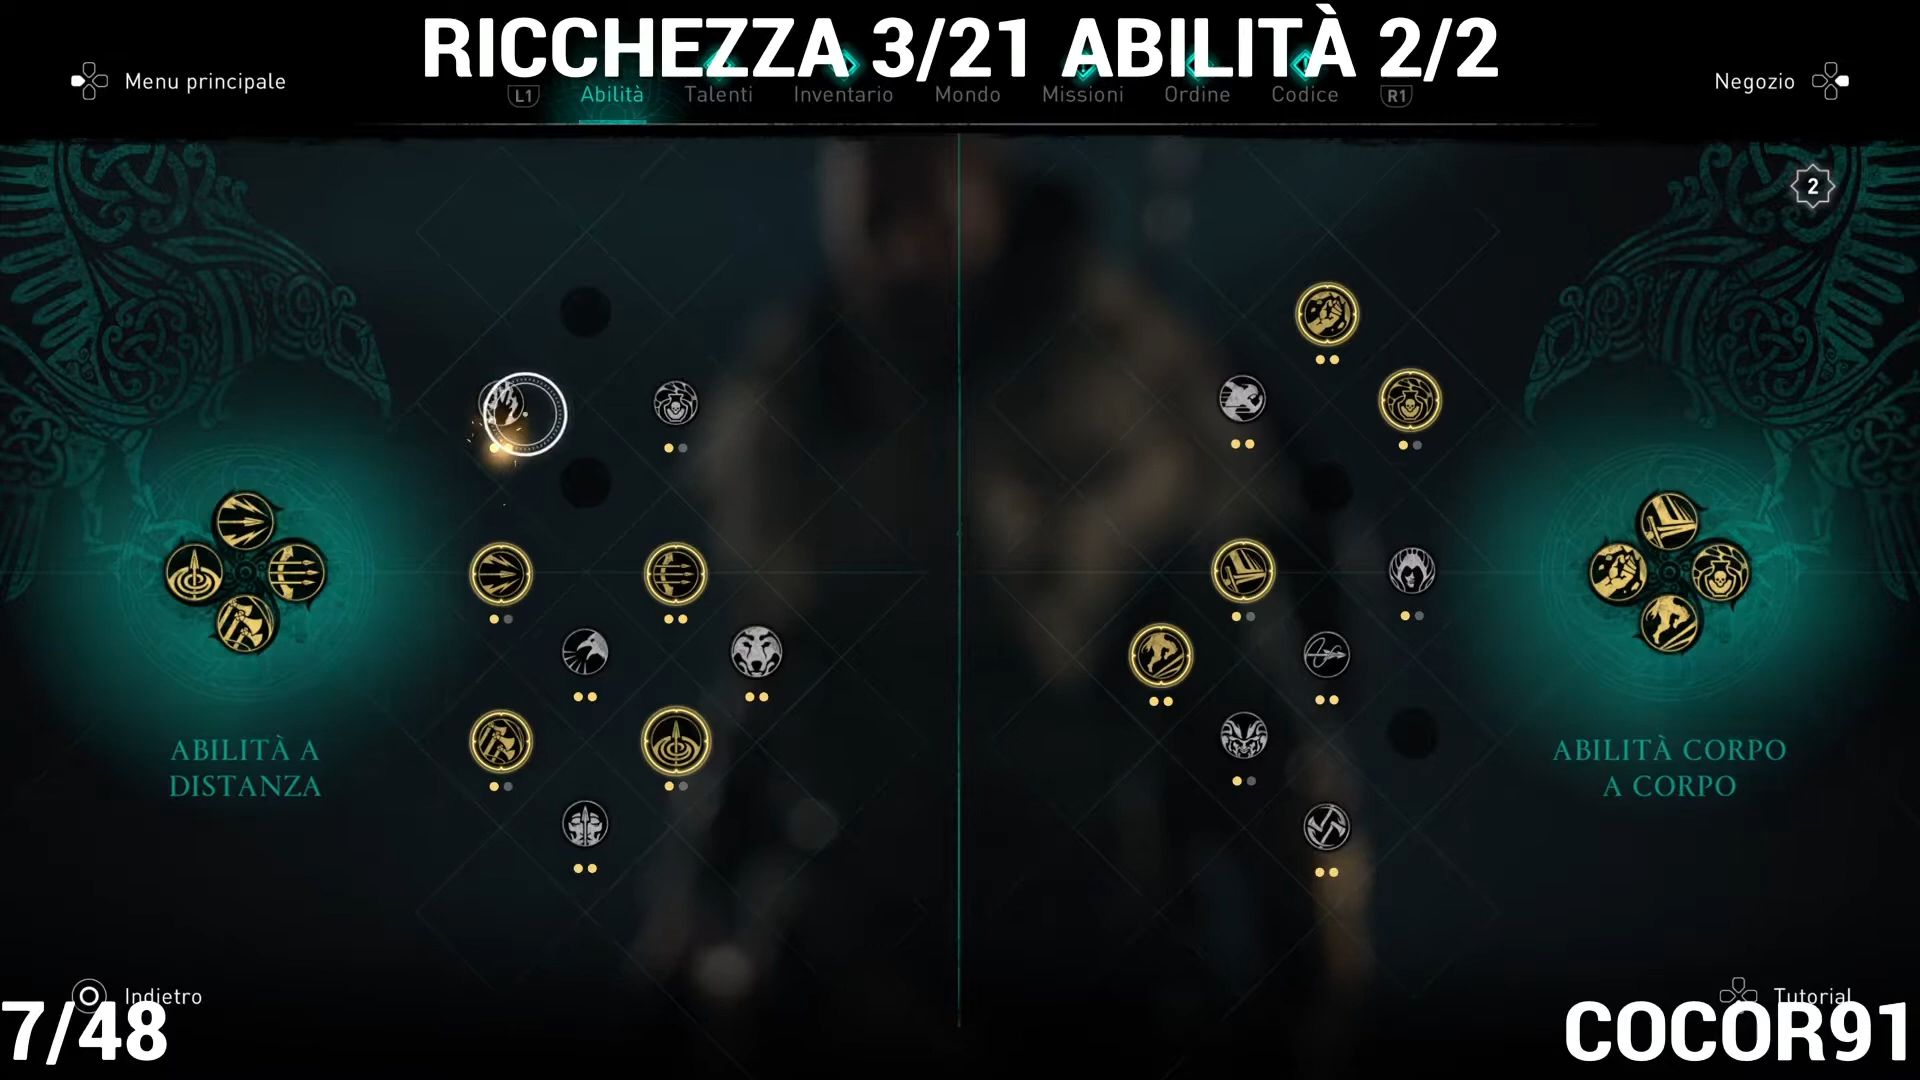 RICCHEZZA 3/21 ABILITÀ 2/2
Menu principale
L1 Abilità Talenti Inventario Mondo Missioni Ordine Codice R1
Negozio
2
ABILITÀ A
DISTANZA
ABILITÀ CORPO
A CORPO
Indietro
Tutorial
7/48
COCOR91